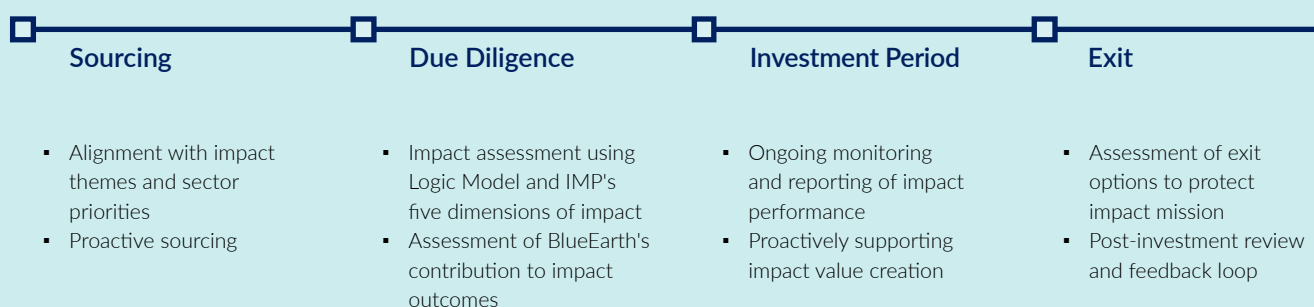 Sourcing
Due Diligence
Investment Period
Exit
▪ Alignment with impact
themes and sector
priorities
▪ Proactive sourcing
▪ Impact assessment using
Logic Model and IMP's
five dimensions of impact
▪ Assessment of BlueEarth's
contribution to impact
outcomes
▪ Ongoing monitoring
and reporting of impact
performance
▪ Proactively supporting
impact value creation
▪ Assessment of exit
options to protect
impact mission
▪ Post-investment review
and feedback loop